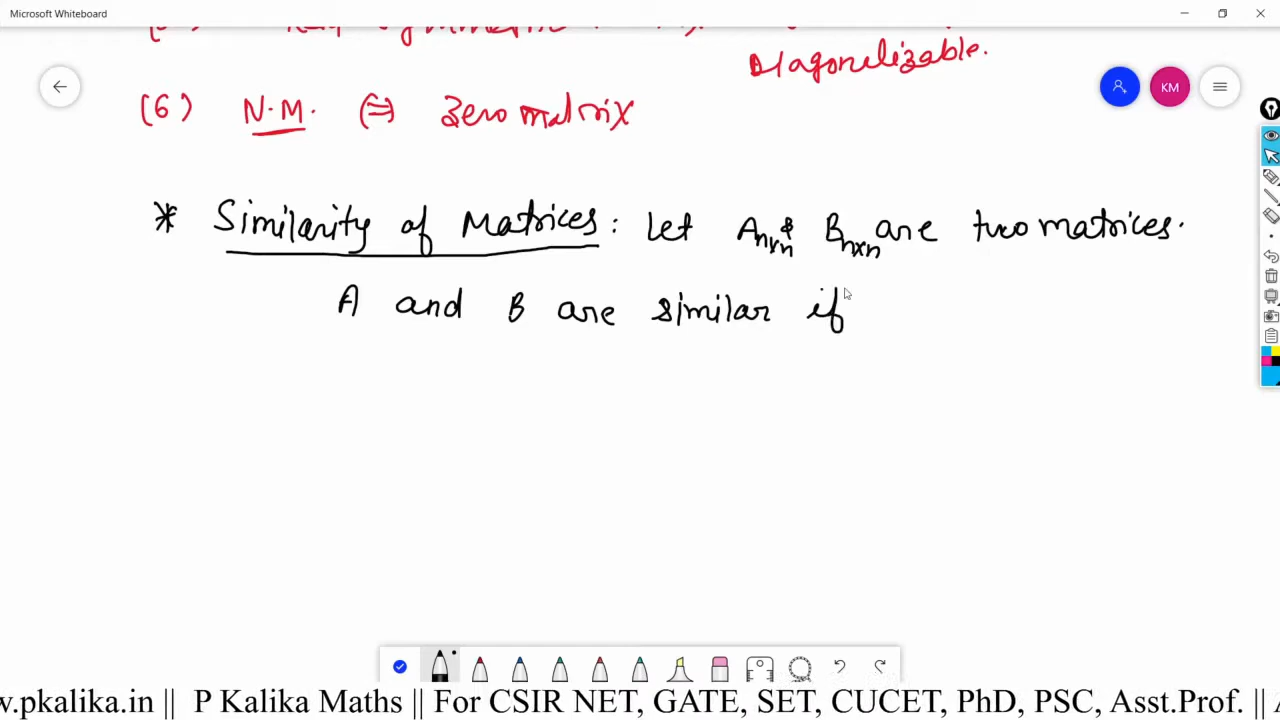 Microsoft Whiteboard
Diagonelizable.
(6) N.M. ⇔ Zero matrix
KM
* Similarity of Matrices : Let Anxn & Bnxn are two matrices.
A and B are similar if
w.pkalika.in || P Kalika Maths || For CSIR NET, GATE, SET, CUCET, PhD, PSC, Asst.Prof. ||